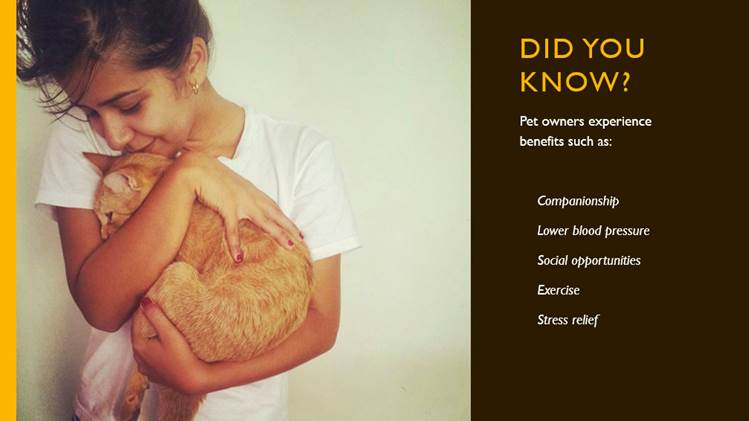 DID YOU
KNOW?
Pet owners experience
benefits such as:
Companionship
Lower blood pressure
Social opportunities
Exercise
Stress relief